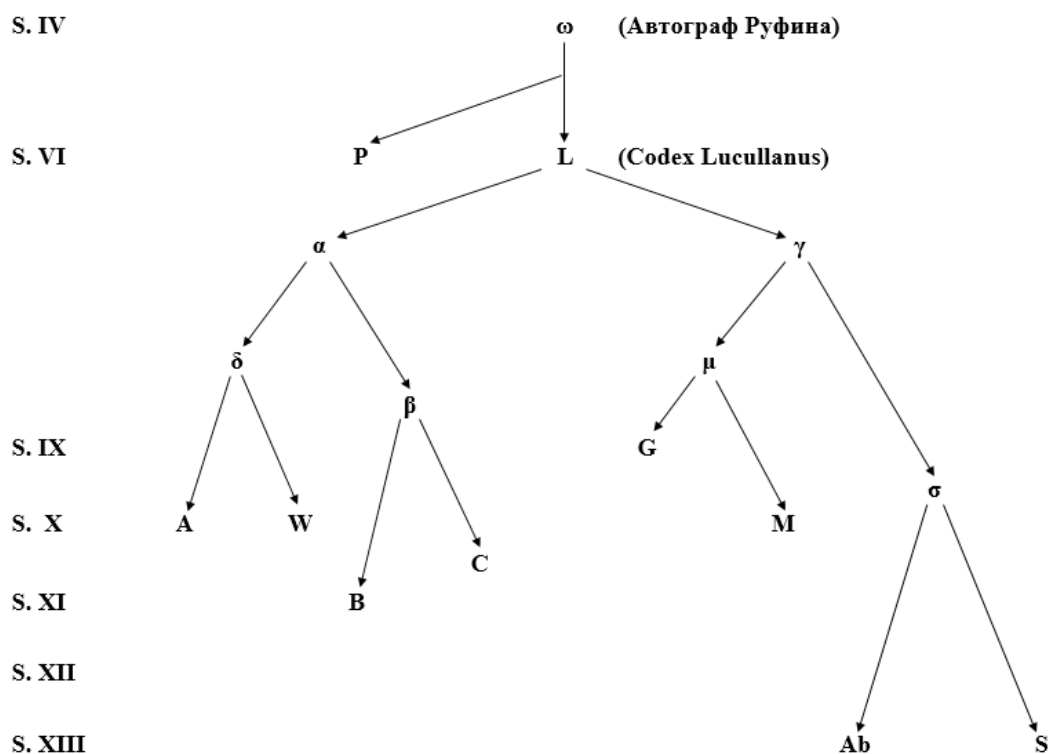 S. IV ω (Автограф Руфина)
S. VI P L (Codex Lucullanus)
α γ
δ μ
β
S. IX G
σ
S. X A W M
C
S. XI B
S. XII
S. XIII Ab S